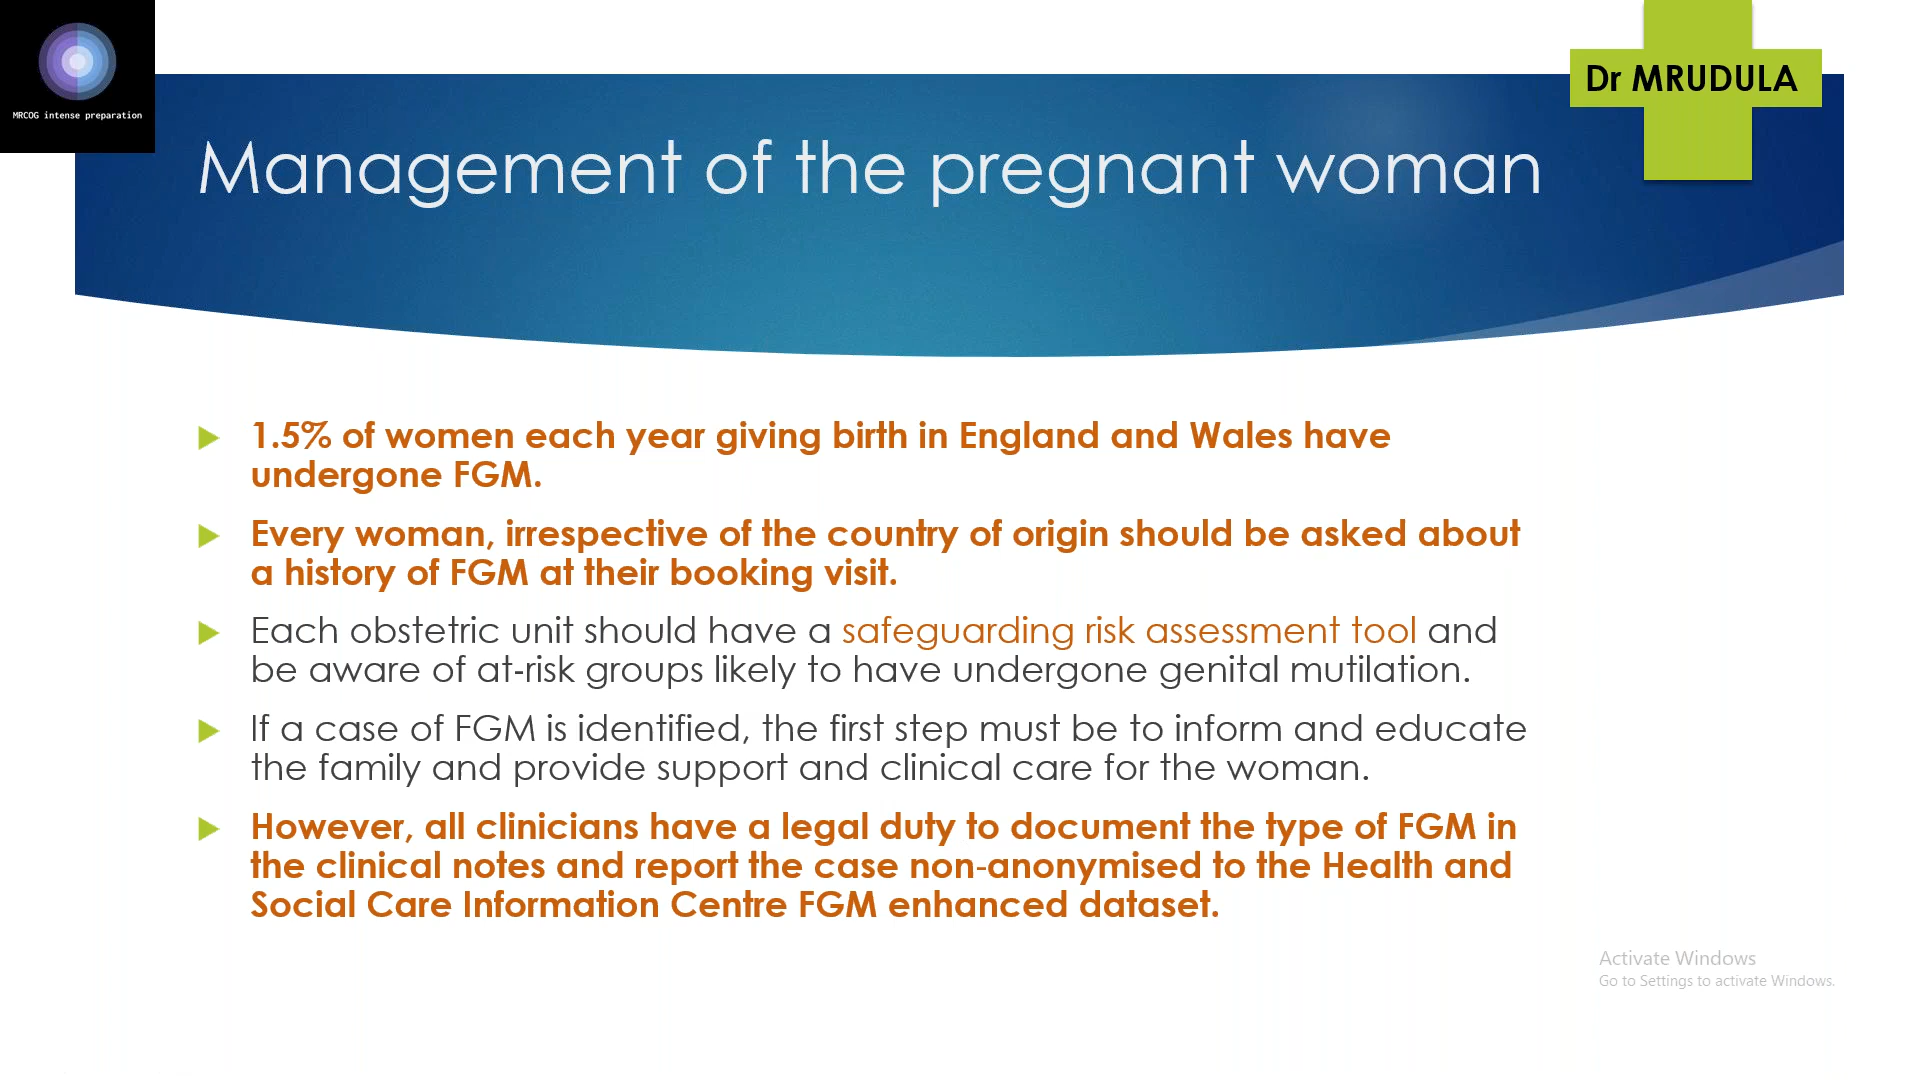 MRCOG intense preparation
Dr MRUDULA
Management of the pregnant woman
1.5% of women each year giving birth in England and Wales have
undergone FGM.
Every woman, irrespective of the country of origin should be asked about
a history of FGM at their booking visit.
Each obstetric unit should have a safeguarding risk assessment tool and
be aware of at-risk groups likely to have undergone genital mutilation.
If a case of FGM is identified, the first step must be to inform and educate
the family and provide support and clinical care for the woman.
However, all clinicians have a legal duty to document the type of FGM in
the clinical notes and report the case non-anonymised to the Health and
Social Care Information Centre FGM enhanced dataset.
Activate Windows
Go to Settings to activate Windows.